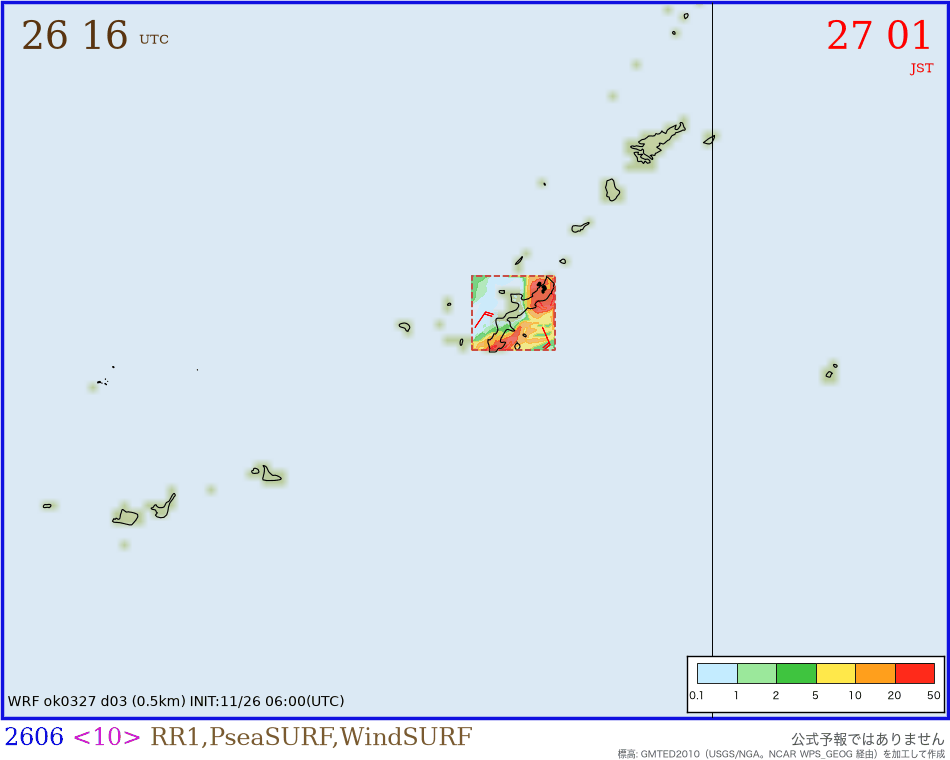 26 16 UTC
27 01
JST
0.1 1 2 5 10 20 50
WRF ok0327 d03 (0.5km) INIT:11/26 06:00(UTC)
2606 <10> RR1,PseaSURF,WindSURF
公式予報ではありません
標高: GMTED2010（USGS/NGA。NCAR WPS_GEOG 経由）を加工して作成